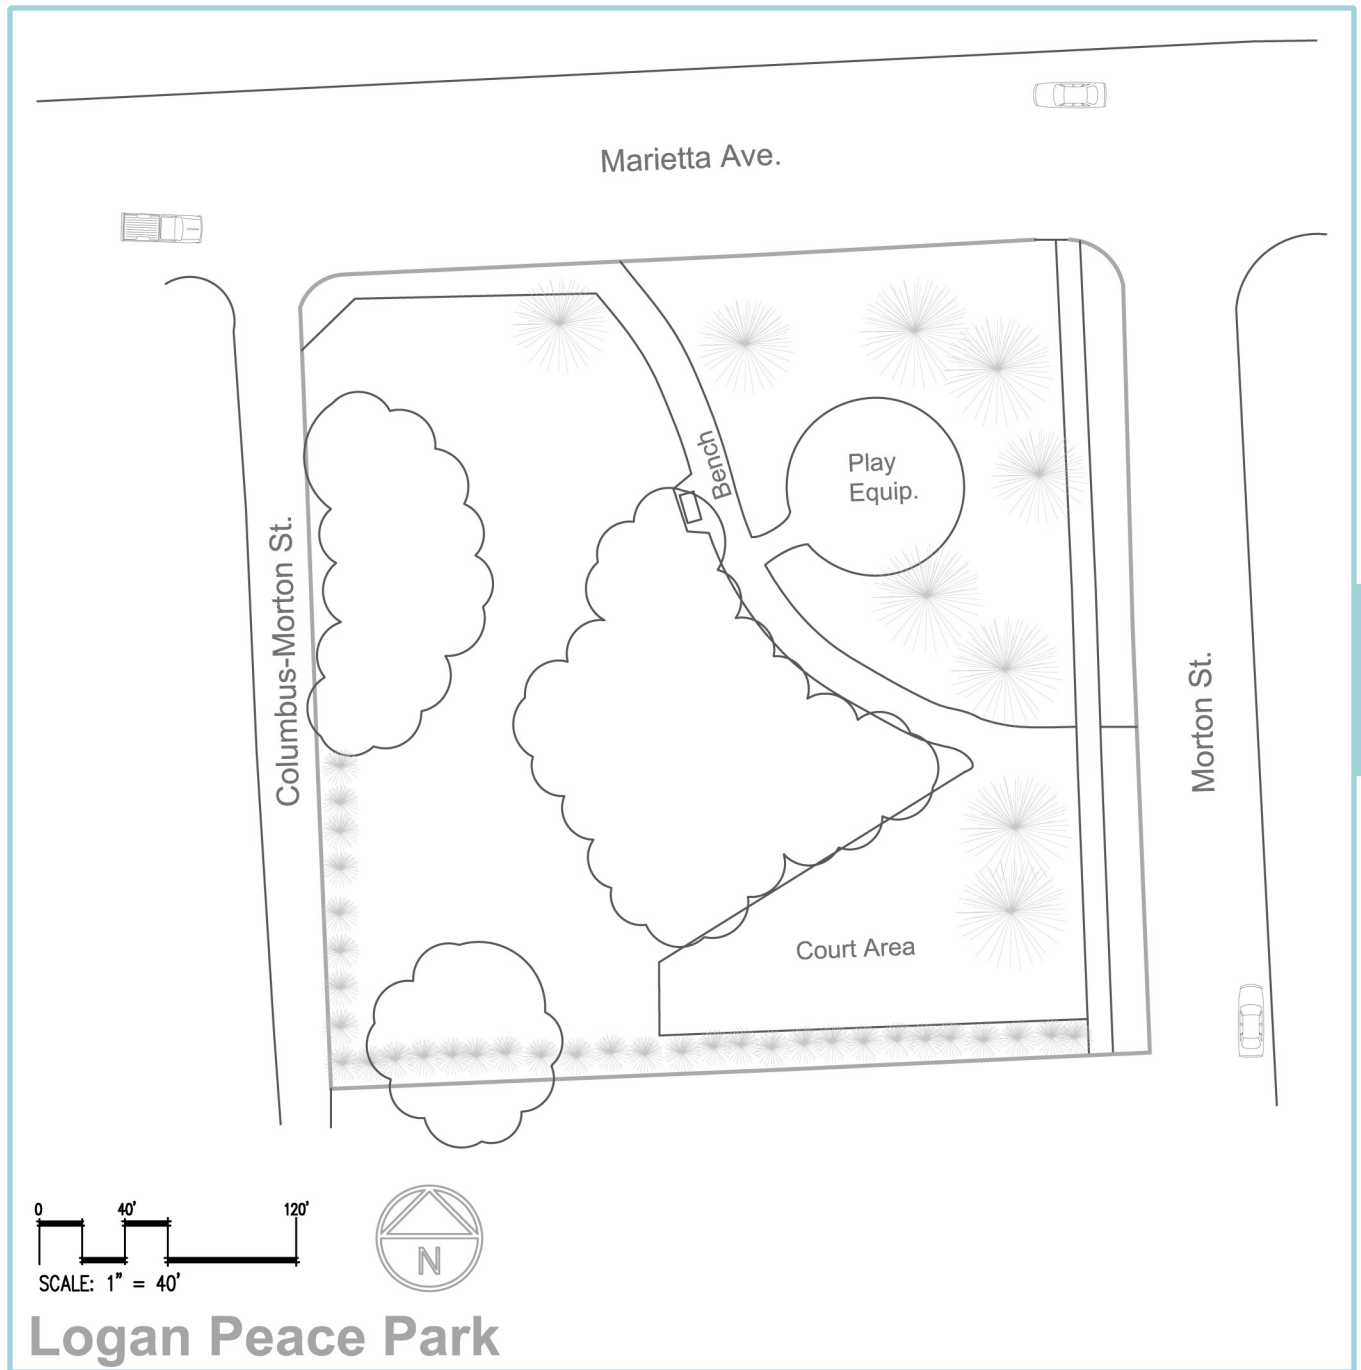 Marietta Ave.
Bench
Play
Equip.
Columbus-Morton St.
Morton St.
Court Area
0 40' 120'
SCALE: 1" = 40'
N
Logan Peace Park